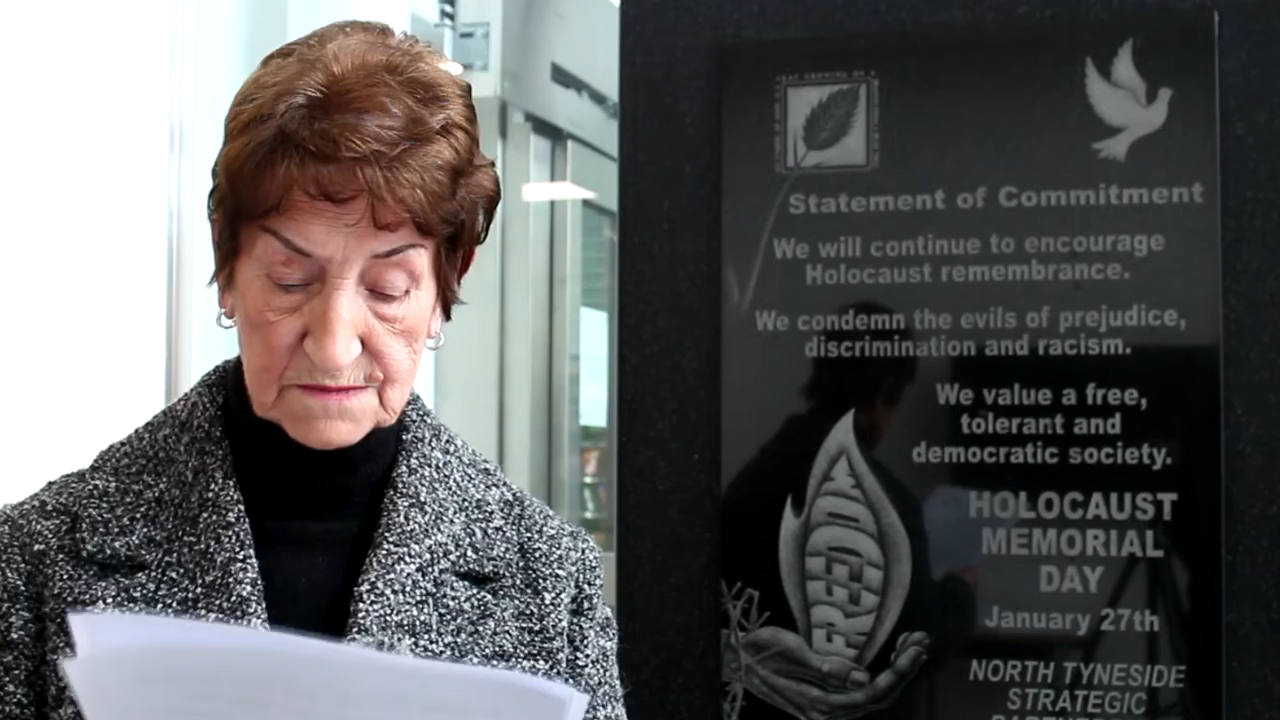 Statement of Commitment
We will continue to encourage
Holocaust remembrance.
We condemn the evils of prejudice,
discrimination and racism.
We value a free,
tolerant and
democratic society.
FREEDOM
HOLOCAUST
MEMORIAL
DAY
January 27th
NORTH TYNESIDE
STRATEGIC